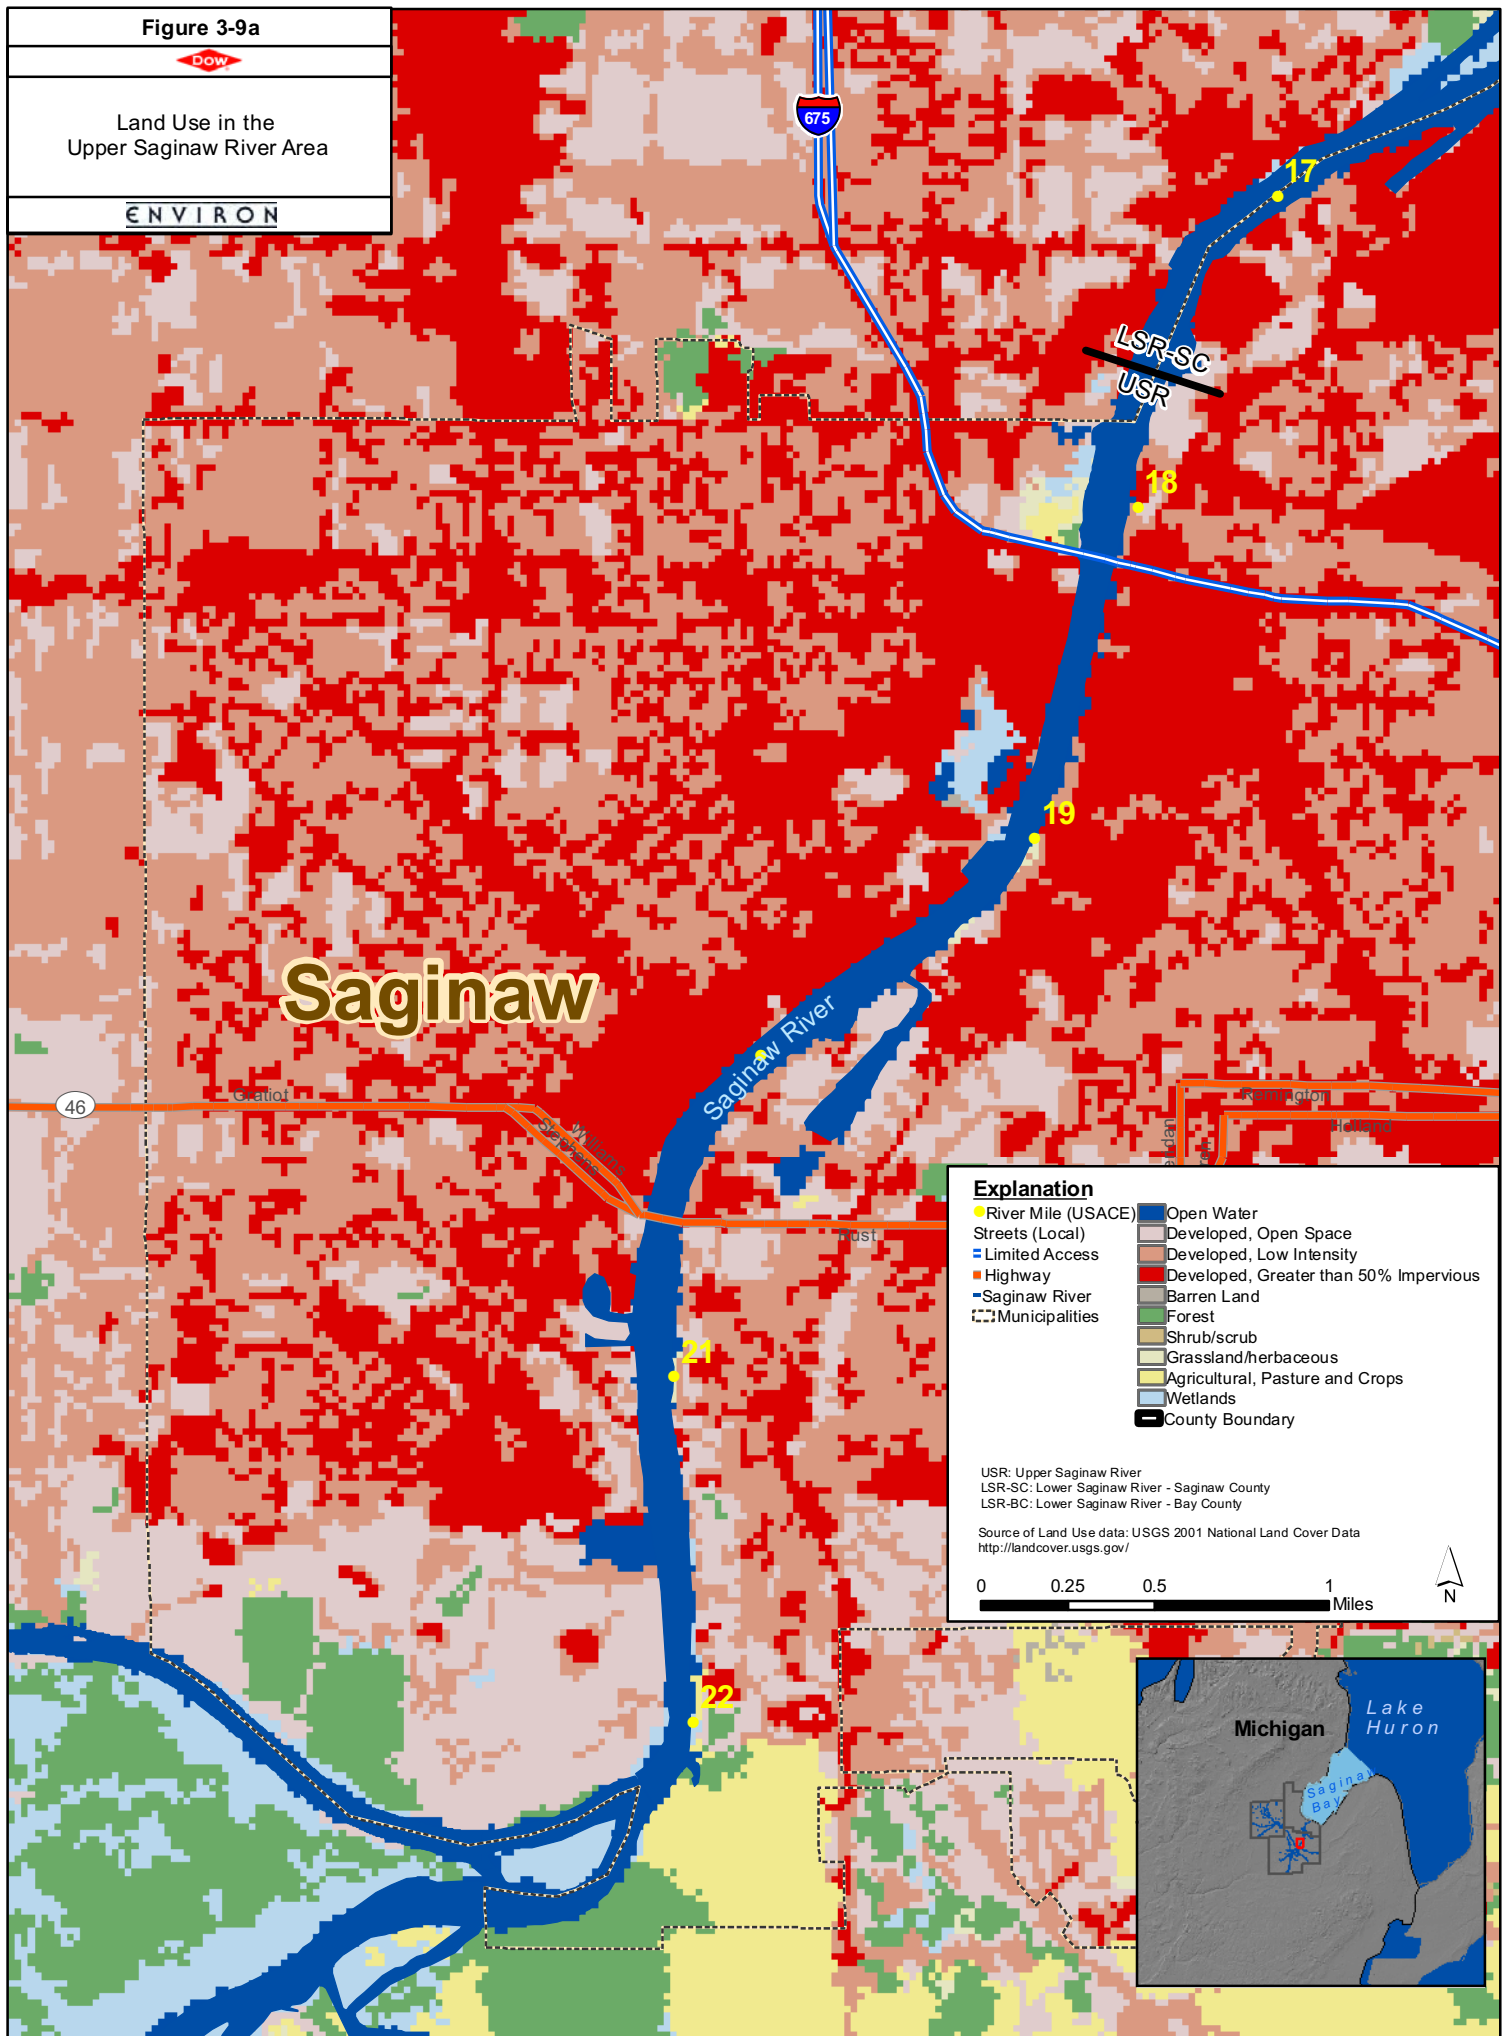 Figure 3-9a
Dow
Land Use in the
Upper Saginaw River Area
ENVIRON
675
17
LSR-SC
USR
18
19
Saginaw
Saginaw River
46
Gratiot
Williams
Stephens
Rust
Remington
Holland
21
22
Explanation
River Mile (USACE)
Streets (Local)
Limited Access
Highway
Saginaw River
Municipalities
Open Water
Developed, Open Space
Developed, Low Intensity
Developed, Greater than 50% Impervious
Barren Land
Forest
Shrub/scrub
Grassland/herbaceous
Agricultural, Pasture and Crops
Wetlands
County Boundary
USR: Upper Saginaw River
LSR-SC: Lower Saginaw River - Saginaw County
LSR-BC: Lower Saginaw River - Bay County
Source of Land Use data: USGS 2001 National Land Cover Data
http://landcover.usgs.gov/
0 0.25 0.5 1
Miles
N
Michigan
Lake
Huron
Saginaw
Bay